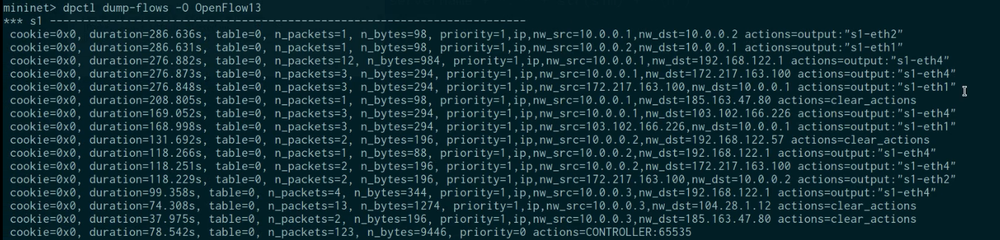 mininet> dpctl dump-flows -O OpenFlow13
*** s1 ------------------------------------------------------------------------
 cookie=0x0, duration=286.636s, table=0, n_packets=1, n_bytes=98, priority=1,ip,nw_src=10.0.0.1,nw_dst=10.0.0.2 actions=output:"s1-eth2"
 cookie=0x0, duration=286.631s, table=0, n_packets=1, n_bytes=98, priority=1,ip,nw_src=10.0.0.2,nw_dst=10.0.0.1 actions=output:"s1-eth1"
 cookie=0x0, duration=276.882s, table=0, n_packets=12, n_bytes=984, priority=1,ip,nw_src=10.0.0.1,nw_dst=192.168.122.1 actions=output:"s1-eth4"
 cookie=0x0, duration=276.873s, table=0, n_packets=3, n_bytes=294, priority=1,ip,nw_src=10.0.0.1,nw_dst=172.217.163.100 actions=output:"s1-eth4"
 cookie=0x0, duration=276.848s, table=0, n_packets=3, n_bytes=294, priority=1,ip,nw_src=172.217.163.100,nw_dst=10.0.0.1 actions=output:"s1-eth1"
 cookie=0x0, duration=208.805s, table=0, n_packets=1, n_bytes=98, priority=1,ip,nw_src=10.0.0.1,nw_dst=185.163.47.80 actions=clear_actions
 cookie=0x0, duration=169.052s, table=0, n_packets=3, n_bytes=294, priority=1,ip,nw_src=10.0.0.1,nw_dst=103.102.166.226 actions=output:"s1-eth4"
 cookie=0x0, duration=168.998s, table=0, n_packets=3, n_bytes=294, priority=1,ip,nw_src=103.102.166.226,nw_dst=10.0.0.1 actions=output:"s1-eth1"
 cookie=0x0, duration=131.692s, table=0, n_packets=2, n_bytes=196, priority=1,ip,nw_src=10.0.0.2,nw_dst=192.168.122.57 actions=clear_actions
 cookie=0x0, duration=118.266s, table=0, n_packets=1, n_bytes=88, priority=1,ip,nw_src=10.0.0.2,nw_dst=192.168.122.1 actions=output:"s1-eth4"
 cookie=0x0, duration=118.251s, table=0, n_packets=2, n_bytes=196, priority=1,ip,nw_src=10.0.0.2,nw_dst=172.217.163.100 actions=output:"s1-eth4"
 cookie=0x0, duration=118.229s, table=0, n_packets=2, n_bytes=196, priority=1,ip,nw_src=172.217.163.100,nw_dst=10.0.0.2 actions=output:"s1-eth2"
 cookie=0x0, duration=99.358s, table=0, n_packets=4, n_bytes=344, priority=1,ip,nw_src=10.0.0.3,nw_dst=192.168.122.1 actions=output:"s1-eth4"
 cookie=0x0, duration=74.308s, table=0, n_packets=13, n_bytes=1274, priority=1,ip,nw_src=10.0.0.3,nw_dst=104.28.1.12 actions=clear_actions
 cookie=0x0, duration=37.975s, table=0, n_packets=2, n_bytes=196, priority=1,ip,nw_src=10.0.0.3,nw_dst=185.163.47.80 actions=clear_actions
 cookie=0x0, duration=78.542s, table=0, n_packets=123, n_bytes=9446, priority=0 actions=CONTROLLER:65535